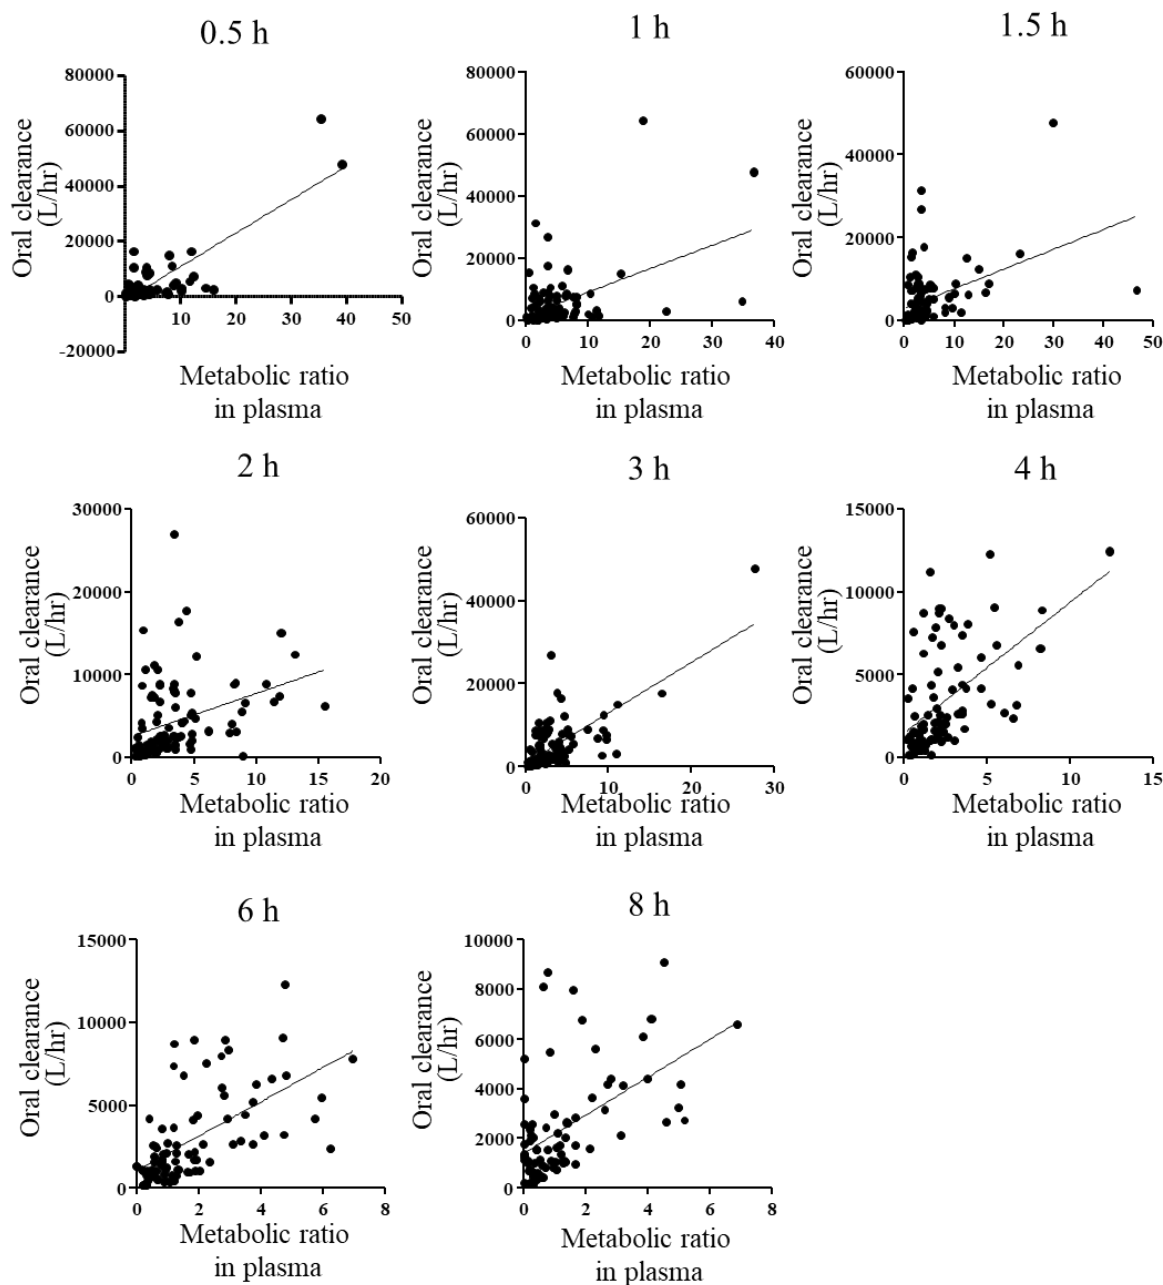 0.5 h
1 h
1.5 h
Oral clearance
(L/hr)
80000
60000
40000
20000
0
-20000
10
20
30
40
50
Metabolic ratio
in plasma
Oral clearance
(L/hr)
80000
60000
40000
20000
0
0
10
20
30
40
Metabolic ratio
in plasma
Oral clearance
(L/hr)
60000
40000
20000
0
0
10
20
30
40
50
Metabolic ratio
in plasma
2 h
3 h
4 h
Oral clearance
(L/hr)
30000
20000
10000
0
0
5
10
15
20
Metabolic ratio
in plasma
Oral clearance
(L/hr)
60000
40000
20000
0
0
10
20
30
Metabolic ratio
in plasma
Oral clearance
(L/hr)
15000
10000
5000
0
0
5
10
15
Metabolic ratio
in plasma
6 h
8 h
Oral clearance
(L/hr)
15000
10000
5000
0
0
2
4
6
8
Metabolic ratio
in plasma
Oral clearance
(L/hr)
10000
8000
6000
4000
2000
0
0
2
4
6
8
Metabolic ratio
in plasma